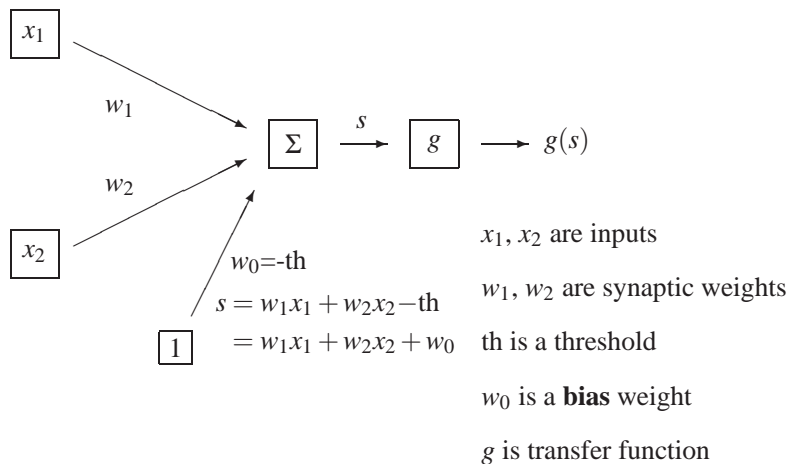 x₁
w₁
Σ
s
g
g(s)
w₂
x₂
w₀=-th
s = w₁x₁ + w₂x₂−th
1
= w₁x₁ + w₂x₂ + w₀
x₁, x₂ are inputs
w₁, w₂ are synaptic weights
th is a threshold
w₀ is a bias weight
g is transfer function